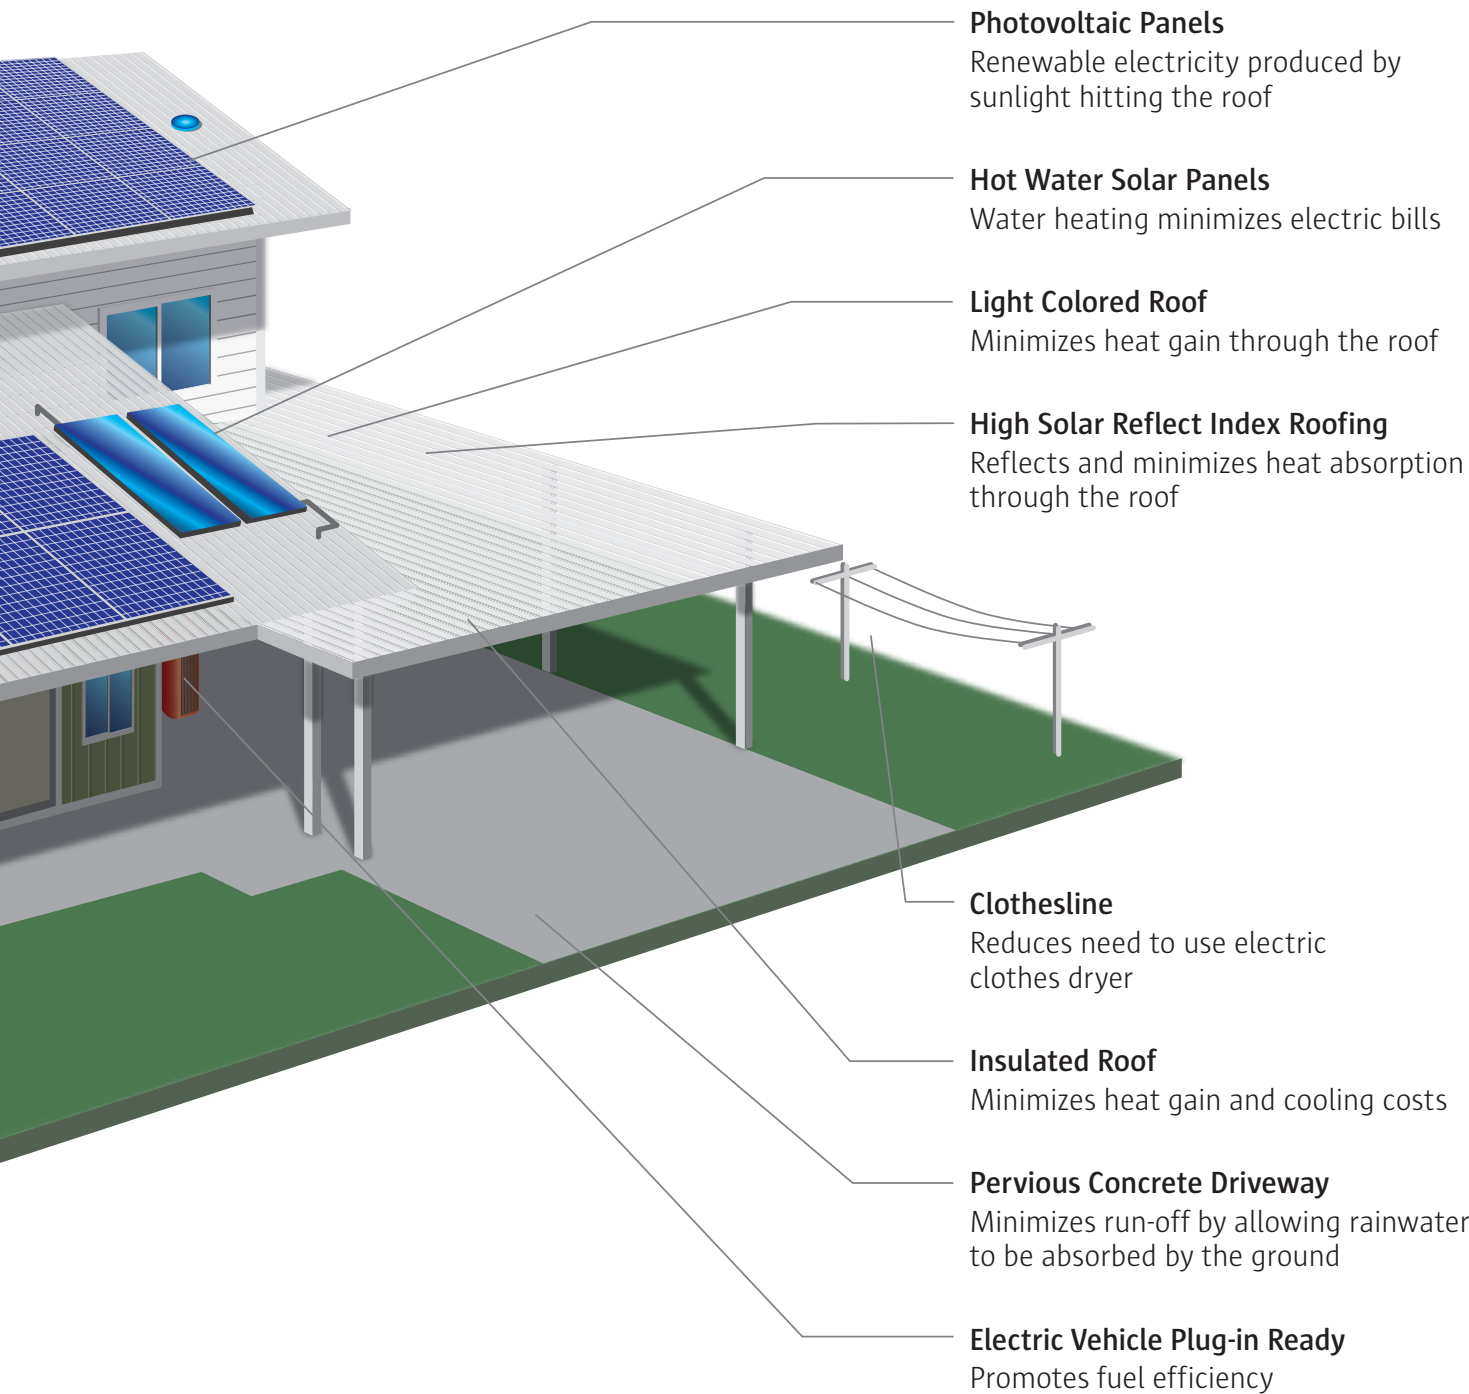 Photovoltaic Panels
Renewable electricity produced by
sunlight hitting the roof
Hot Water Solar Panels
Water heating minimizes electric bills
Light Colored Roof
Minimizes heat gain through the roof
High Solar Reflect Index Roofing
Reflects and minimizes heat absorption
through the roof
Clothesline
Reduces need to use electric
clothes dryer
Insulated Roof
Minimizes heat gain and cooling costs
Pervious Concrete Driveway
Minimizes run-off by allowing rainwater
to be absorbed by the ground
Electric Vehicle Plug-in Ready
Promotes fuel efficiency